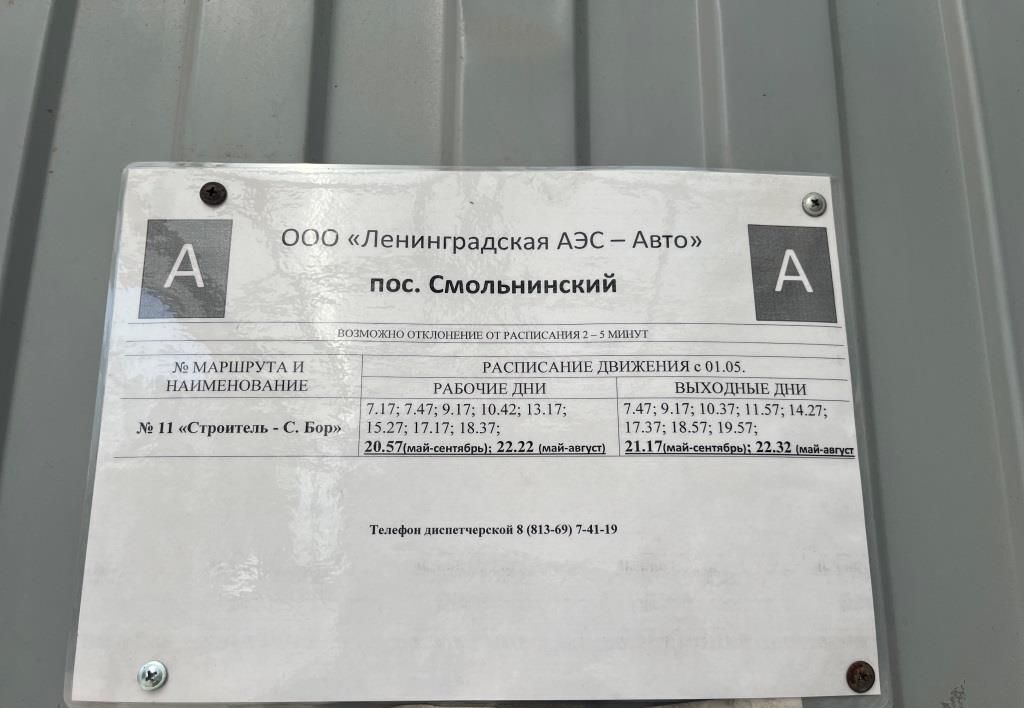 А
ООО «Ленинградская АЭС – Авто»
А
пос. Смольнинский
ВОЗМОЖНО ОТКЛОНЕНИЕ ОТ РАСПИСАНИЯ 2 – 5 МИНУТ
№ МАРШРУТА И
НАИМЕНОВАНИЕ
РАСПИСАНИЕ ДВИЖЕНИЯ с 01.05.
РАБОЧИЕ ДНИ
ВЫХОДНЫЕ ДНИ
№ 11 «Строитель - С. Бор»
7.17; 7.47; 9.17; 10.42; 13.17;
15.27; 17.17; 18.37;
20.57(май-сентябрь); 22.22 (май-август)
7.47; 9.17; 10.37; 11.57; 14.27;
17.37; 18.57; 19.57;
21.17(май-сентябрь); 22.32 (май-август
Телефон диспетчерской 8 (813-69) 7-41-19